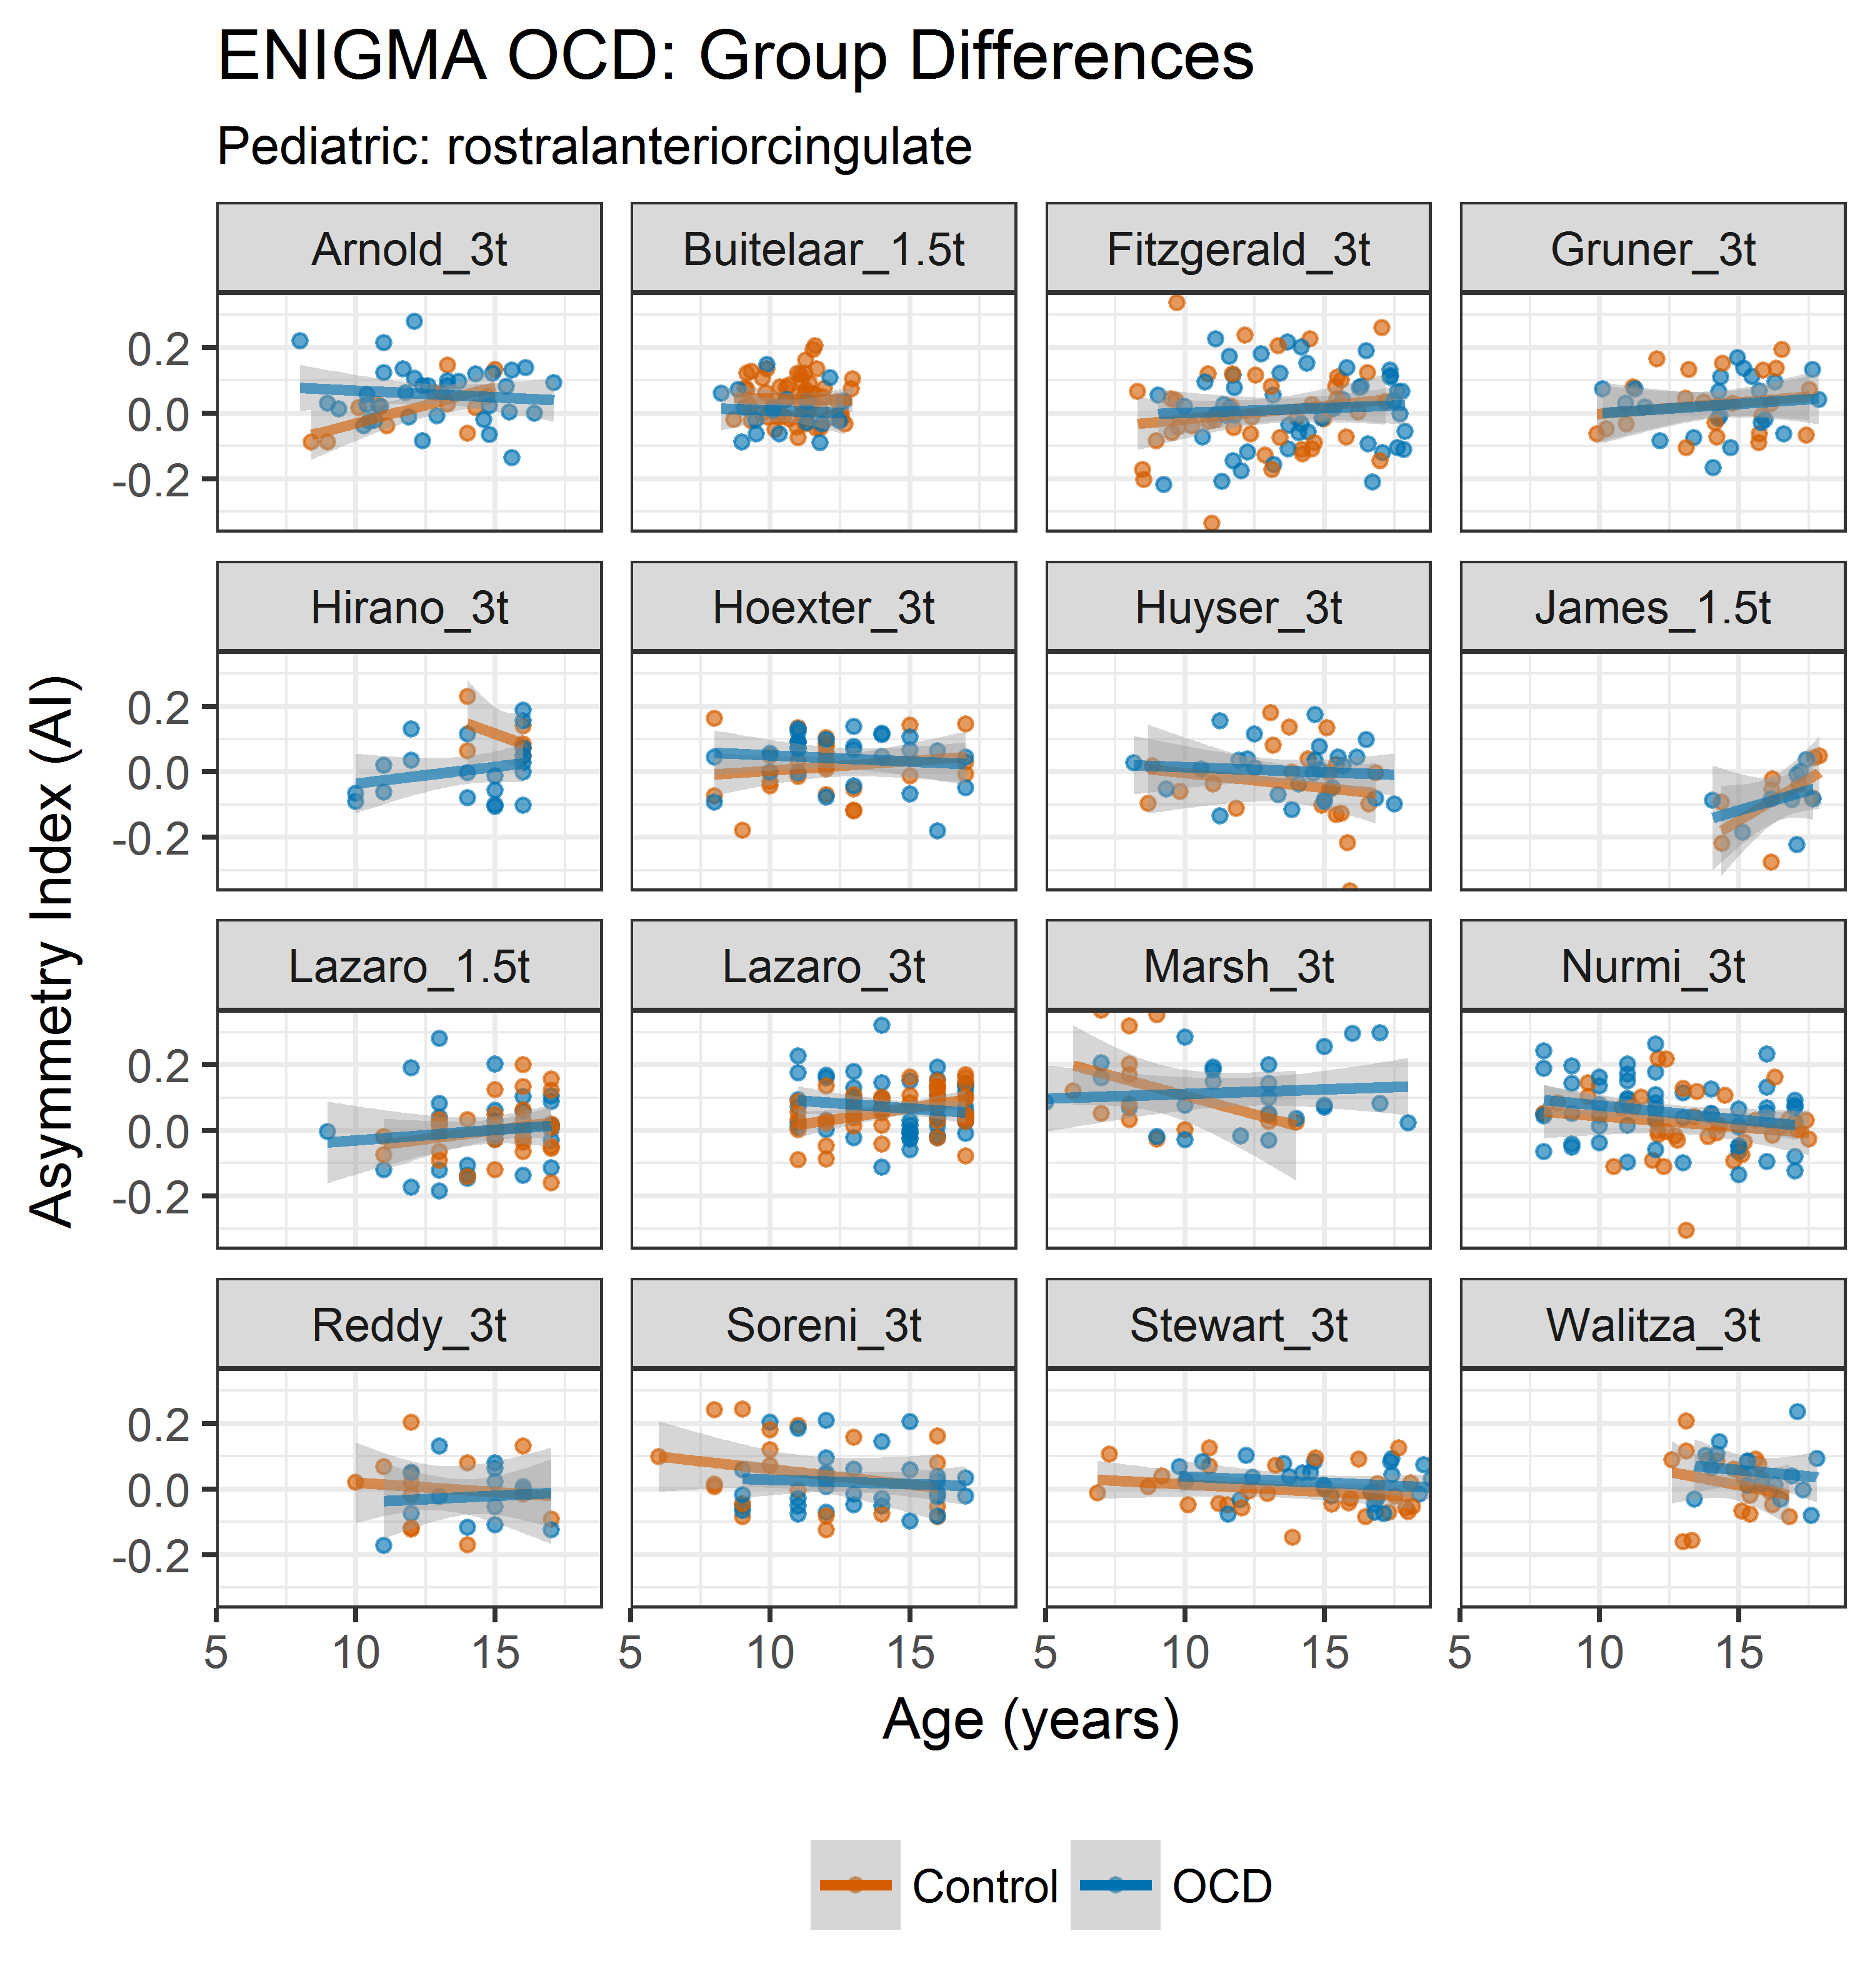 ENIGMA OCD: Group Differences
Pediatric: rostralanteriorcingulate
Arnold_3t Buitelaar_1.5t Fitzgerald_3t Gruner_3t
0.2
0.0
-0.2
Hirano_3t Hoexter_3t Huyser_3t James_1.5t
0.2
0.0
-0.2
Lazaro_1.5t Lazaro_3t Marsh_3t Nurmi_3t
0.2
0.0
-0.2
Reddy_3t Soreni_3t Stewart_3t Walitza_3t
0.2
0.0
-0.2
5 10 15 5 10 15 5 10 15 5 10 15
Asymmetry Index (AI)
Age (years)
Control OCD